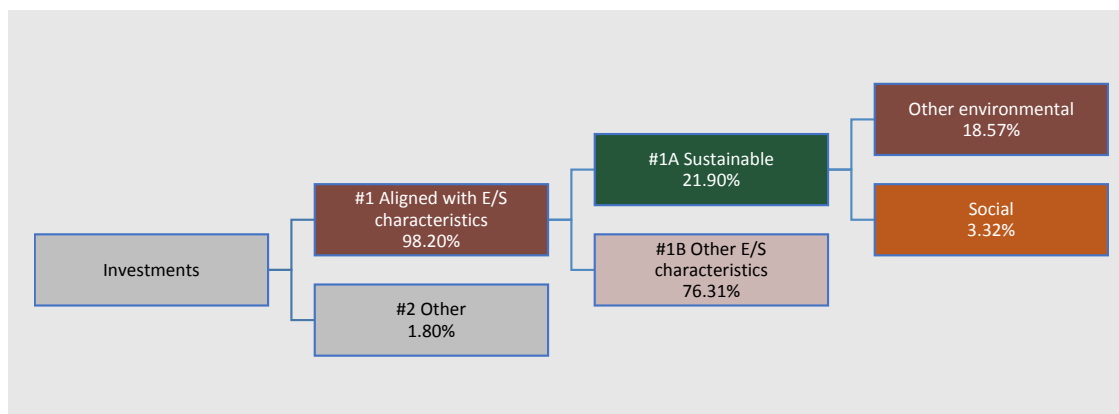 Investments
#1 Aligned with E/S
characteristics
98.20%
#2 Other
1.80%
#1A Sustainable
21.90%
#1B Other E/S
characteristics
76.31%
Other environmental
18.57%
Social
3.32%